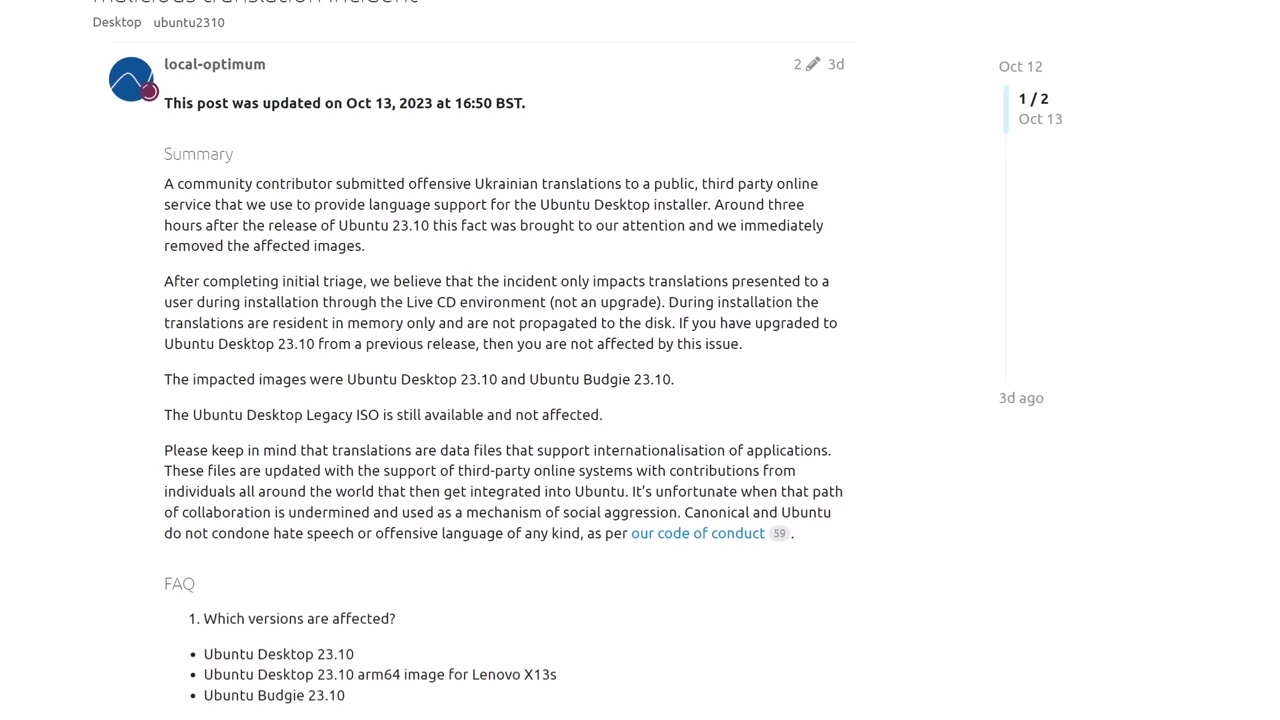 malicious translation incident
Desktop ubuntu2310
local-optimum 2 3d
This post was updated on Oct 13, 2023 at 16:50 BST.
Summary
A community contributor submitted offensive Ukrainian translations to a public, third party online
service that we use to provide language support for the Ubuntu Desktop installer. Around three
hours after the release of Ubuntu 23.10 this fact was brought to our attention and we immediately
removed the affected images.
After completing initial triage, we believe that the incident only impacts translations presented to a
user during installation through the Live CD environment (not an upgrade). During installation the
translations are resident in memory only and are not propagated to the disk. If you have upgraded to
Ubuntu Desktop 23.10 from a previous release, then you are not affected by this issue.
The impacted images were Ubuntu Desktop 23.10 and Ubuntu Budgie 23.10.
The Ubuntu Desktop Legacy ISO is still available and not affected.
Please keep in mind that translations are data files that support internationalisation of applications.
These files are updated with the support of third-party online systems with contributions from
individuals all around the world that then get integrated into Ubuntu. It’s unfortunate when that path
of collaboration is undermined and used as a mechanism of social aggression. Canonical and Ubuntu
do not condone hate speech or offensive language of any kind, as per our code of conduct 59 .
FAQ
1. Which versions are affected?
• Ubuntu Desktop 23.10
• Ubuntu Desktop 23.10 arm64 image for Lenovo X13s
• Ubuntu Budgie 23.10
Oct 12
1 / 2
Oct 13
3d ago